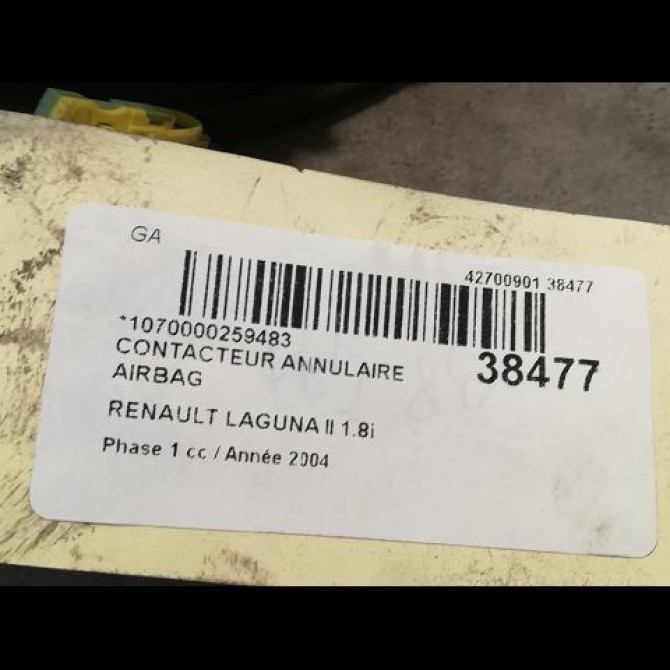 GA
42700901 38477
*1070000259483
38477
CONTACTEUR ANNULAIRE
AIRBAG
RENAULT LAGUNA II 1.8i
Phase 1 cc / Année 2004